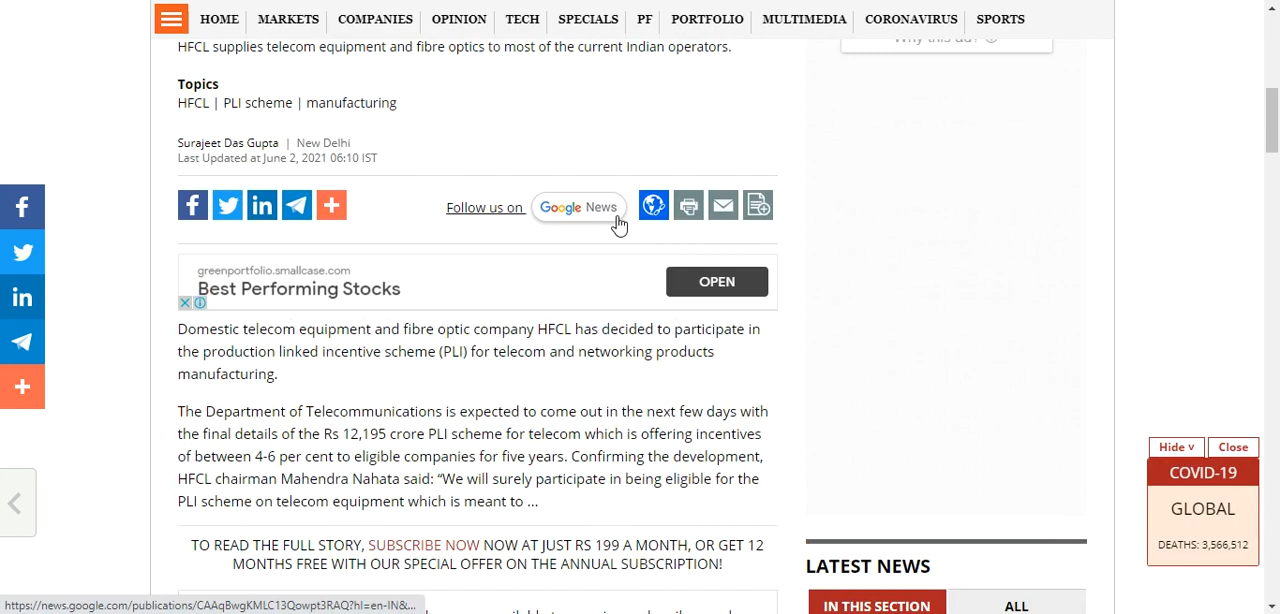 HOME MARKETS COMPANIES OPINION TECH SPECIALS PF PORTFOLIO MULTIMEDIA CORONAVIRUS SPORTS
HFCL supplies telecom equipment and fibre optics to most of the current Indian operators.
Why this ad?
Topics
HFCL | PLI scheme | manufacturing
Surajeet Das Gupta | New Delhi
Last Updated at June 2, 2021 06:10 IST
Follow us on Google News
greenportfolio.smallcase.com
Best Performing Stocks
OPEN
Domestic telecom equipment and fibre optic company HFCL has decided to participate in
the production linked incentive scheme (PLI) for telecom and networking products
manufacturing.
The Department of Telecommunications is expected to come out in the next few days with
the final details of the Rs 12,195 crore PLI scheme for telecom which is offering incentives
of between 4-6 per cent to eligible companies for five years. Confirming the development,
HFCL chairman Mahendra Nahata said: “We will surely participate in being eligible for the
PLI scheme on telecom equipment which is meant to ...
TO READ THE FULL STORY, SUBSCRIBE NOW NOW AT JUST RS 199 A MONTH, OR GET 12
MONTHS FREE WITH OUR SPECIAL OFFER ON THE ANNUAL SUBSCRIPTION!
LATEST NEWS
IN THIS SECTION ALL
Hide v Close
COVID-19
GLOBAL
DEATHS: 3,566,512
https://news.google.com/publications/CAAqBwgKMLC13Qowpt3RAQ?hl=en-IN&...